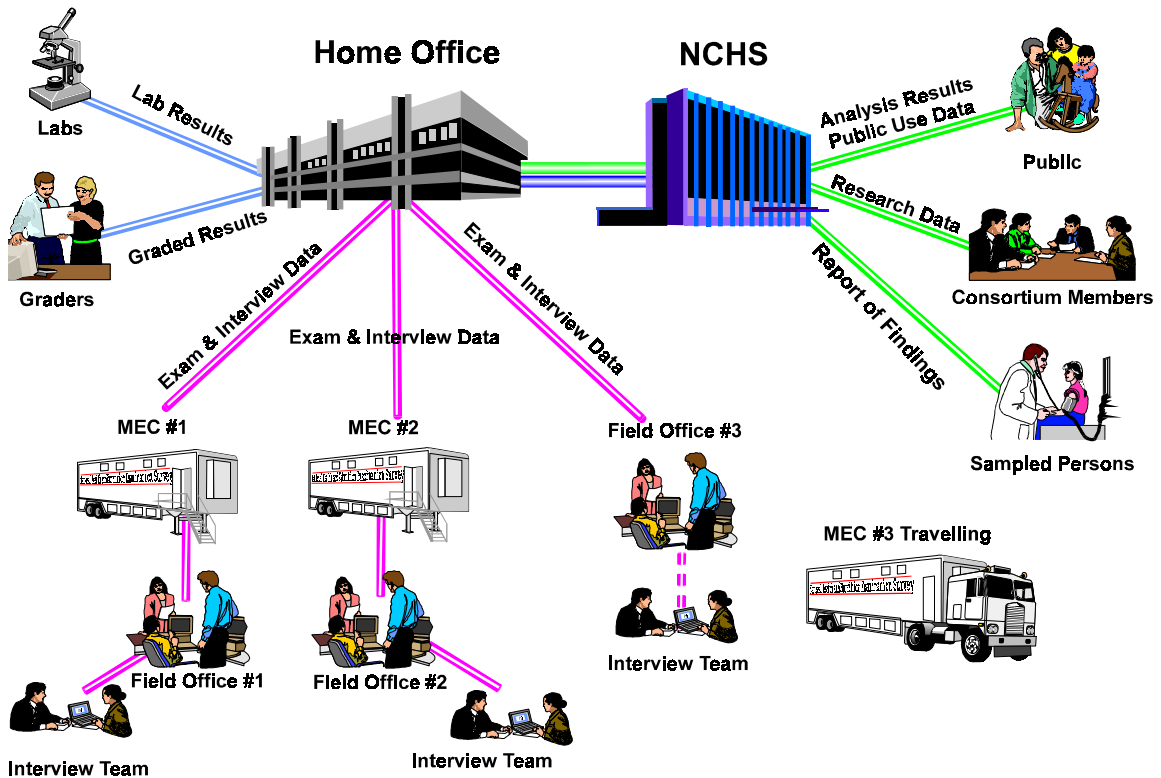 Home Office
NCHS
Labs
Lab Results
Analysis Results
Public Use Data
Public
Graders
Graded Results
Research Data
Consortium Members
Exam & Interview Data
Exam & Interview Data
Exam & Interview Data
Report of Findings
Sampled Persons
MEC #1
MEC #2
Field Office #3
MEC #3 Travelling
Field Office #1
Field Office #2
Interview Team
Interview Team
Interview Team